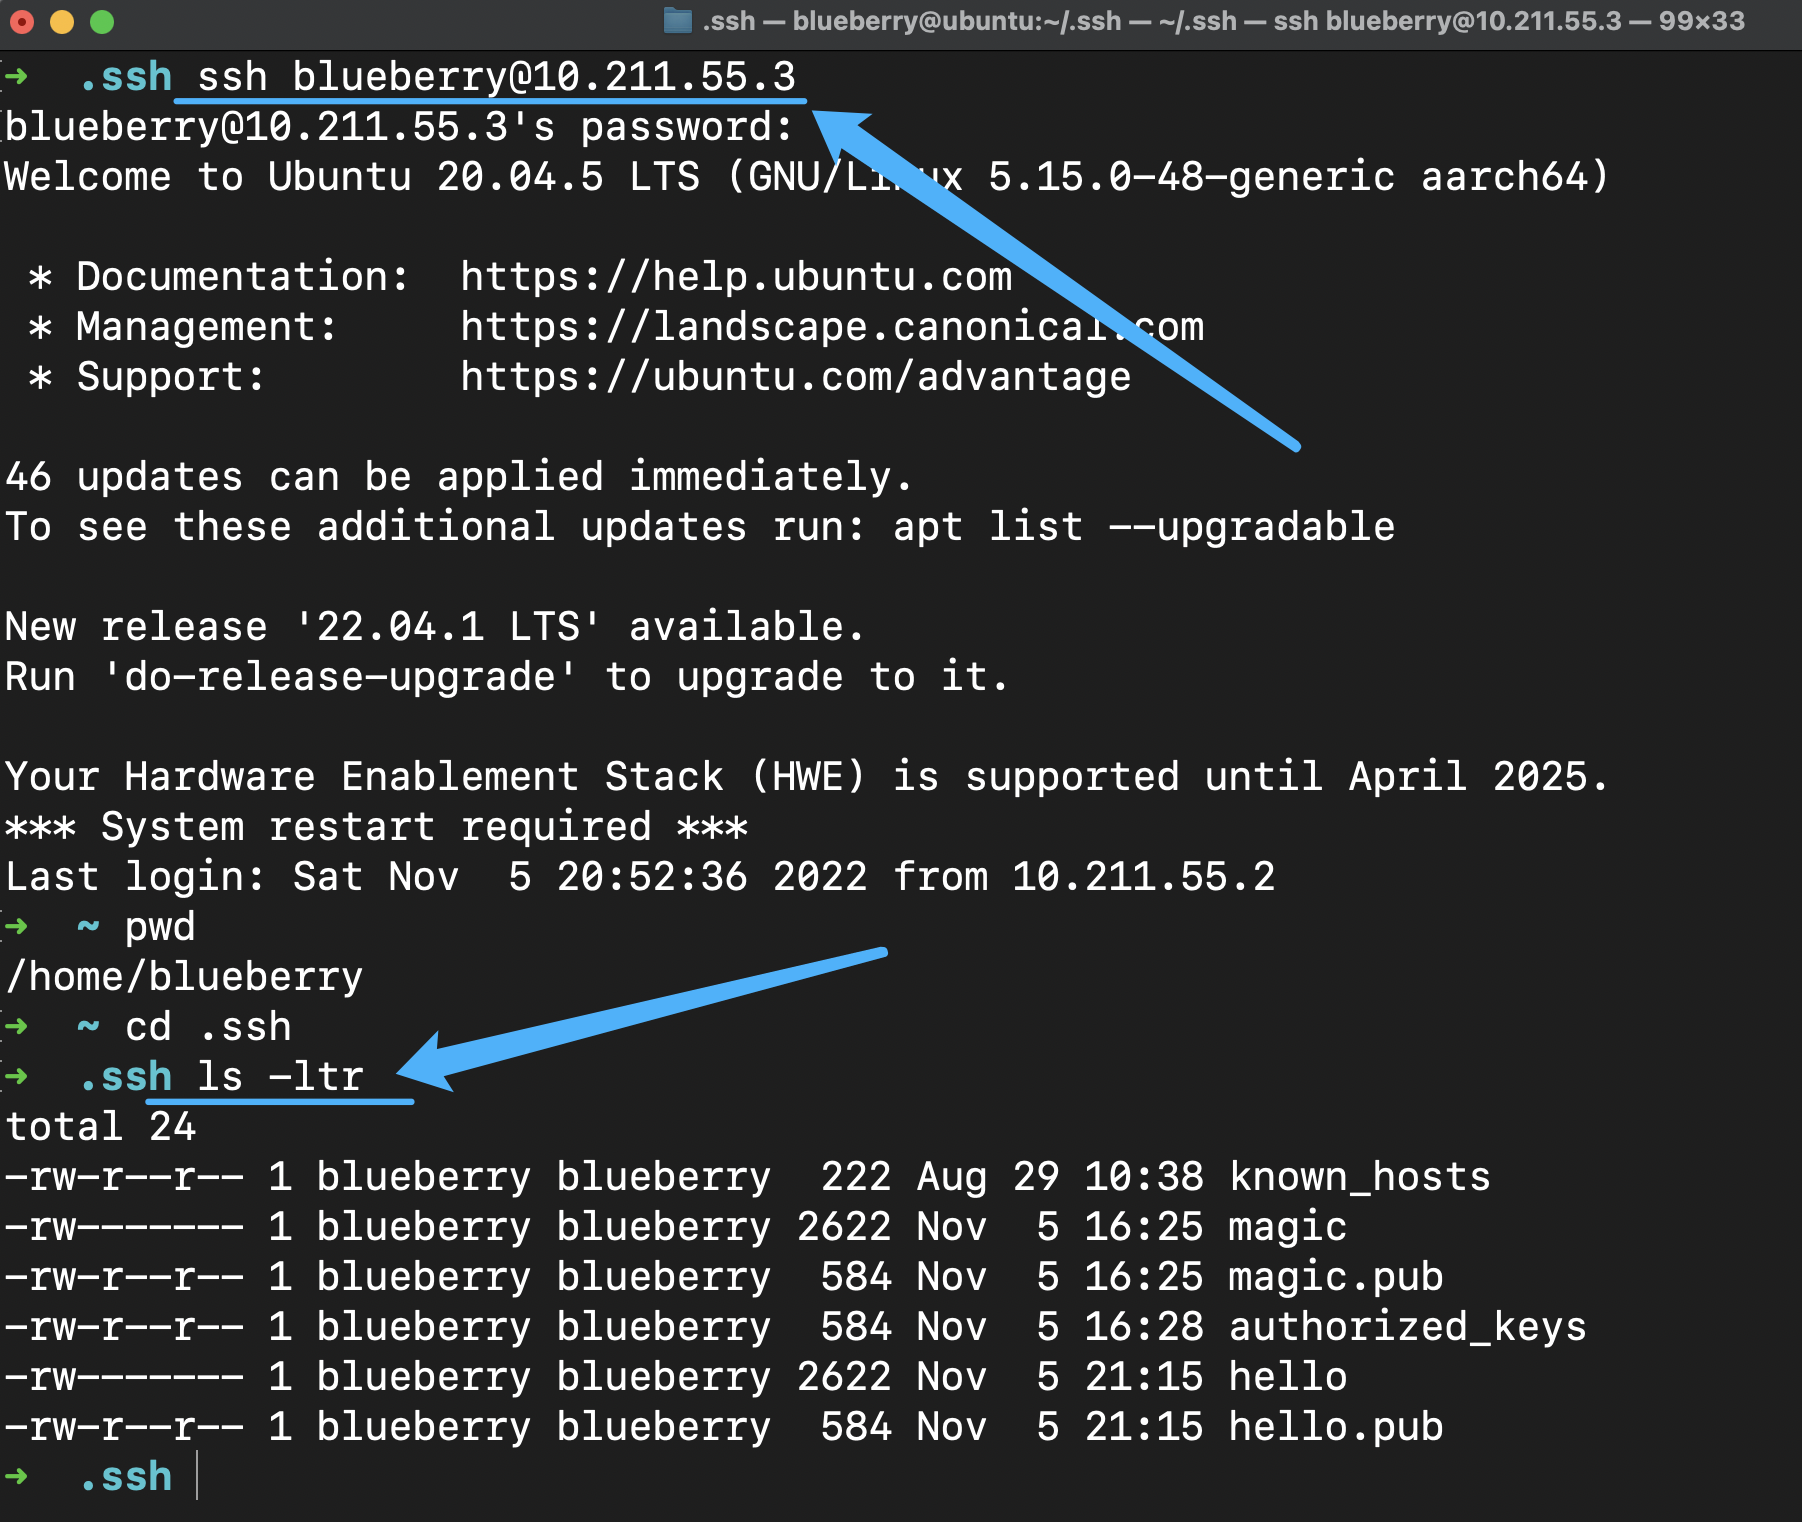 .ssh — blueberry@ubuntu:~/.ssh — ~/.ssh — ssh blueberry@10.211.55.3 — 99×33
➜  .ssh ssh blueberry@10.211.55.3
blueberry@10.211.55.3's password:
Welcome to Ubuntu 20.04.5 LTS (GNU/Linux 5.15.0-48-generic aarch64)
 * Documentation:  https://help.ubuntu.com
 * Management:     https://landscape.canonical.com
 * Support:        https://ubuntu.com/advantage
46 updates can be applied immediately.
To see these additional updates run: apt list --upgradable
New release '22.04.1 LTS' available.
Run 'do-release-upgrade' to upgrade to it.
Your Hardware Enablement Stack (HWE) is supported until April 2025.
*** System restart required ***
Last login: Sat Nov  5 20:52:36 2022 from 10.211.55.2
➜  ~ pwd
/home/blueberry
➜  ~ cd .ssh
➜  .ssh ls -ltr
total 24
-rw-r--r-- 1 blueberry blueberry  222 Aug 29 10:38 known_hosts
-rw------- 1 blueberry blueberry 2622 Nov  5 16:25 magic
-rw-r--r-- 1 blueberry blueberry  584 Nov  5 16:25 magic.pub
-rw-r--r-- 1 blueberry blueberry  584 Nov  5 16:28 authorized_keys
-rw------- 1 blueberry blueberry 2622 Nov  5 21:15 hello
-rw-r--r-- 1 blueberry blueberry  584 Nov  5 21:15 hello.pub
➜  .ssh